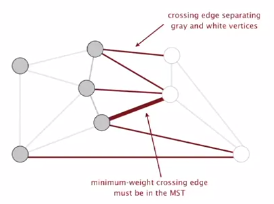 crossing edge separating
gray and white vertices
minimum-weight crossing edge
must be in the MST